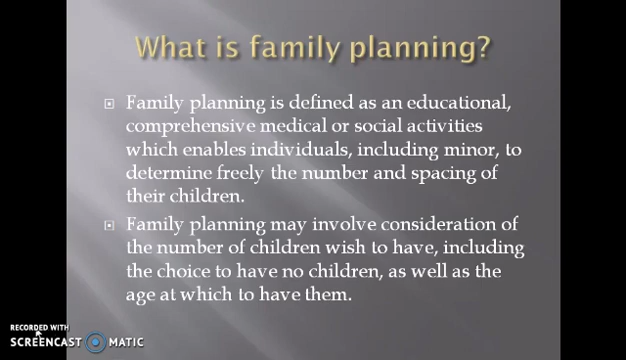 What is family planning?
Family planning is defined as an educational,
comprehensive medical or social activities
which enables individuals, including minor, to
determine freely the number and spacing of
their children.
Family planning may involve consideration of
the number of children wish to have, including
the choice to have no children, as well as the
age at which to have them.
RECORDED WITH
SCREENCAST MATIC